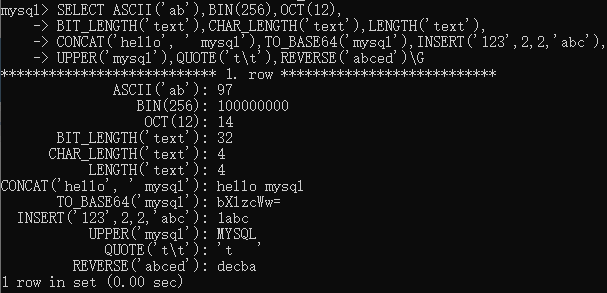 mysql> SELECT ASCII('ab'),BIN(256),OCT(12),
    -> BIT_LENGTH('text'),CHAR_LENGTH('text'),LENGTH('text'),
    -> CONCAT('hello', ' mysql'),TO_BASE64('mysql'),INSERT('123',2,2,'abc'),
    -> UPPER('mysql'),QUOTE('t\t'),REVERSE('abced')\G
*************************** 1. row ***************************
              ASCII('ab'): 97
                 BIN(256): 100000000
                  OCT(12): 14
       BIT_LENGTH('text'): 32
      CHAR_LENGTH('text'): 4
           LENGTH('text'): 4
CONCAT('hello', ' mysql'): hello mysql
       TO_BASE64('mysql'): bXlzcWw=
  INSERT('123',2,2,'abc'): 1abc
           UPPER('mysql'): MYSQL
             QUOTE('t\t'): 't   '
         REVERSE('abced'): decba
1 row in set (0.00 sec)